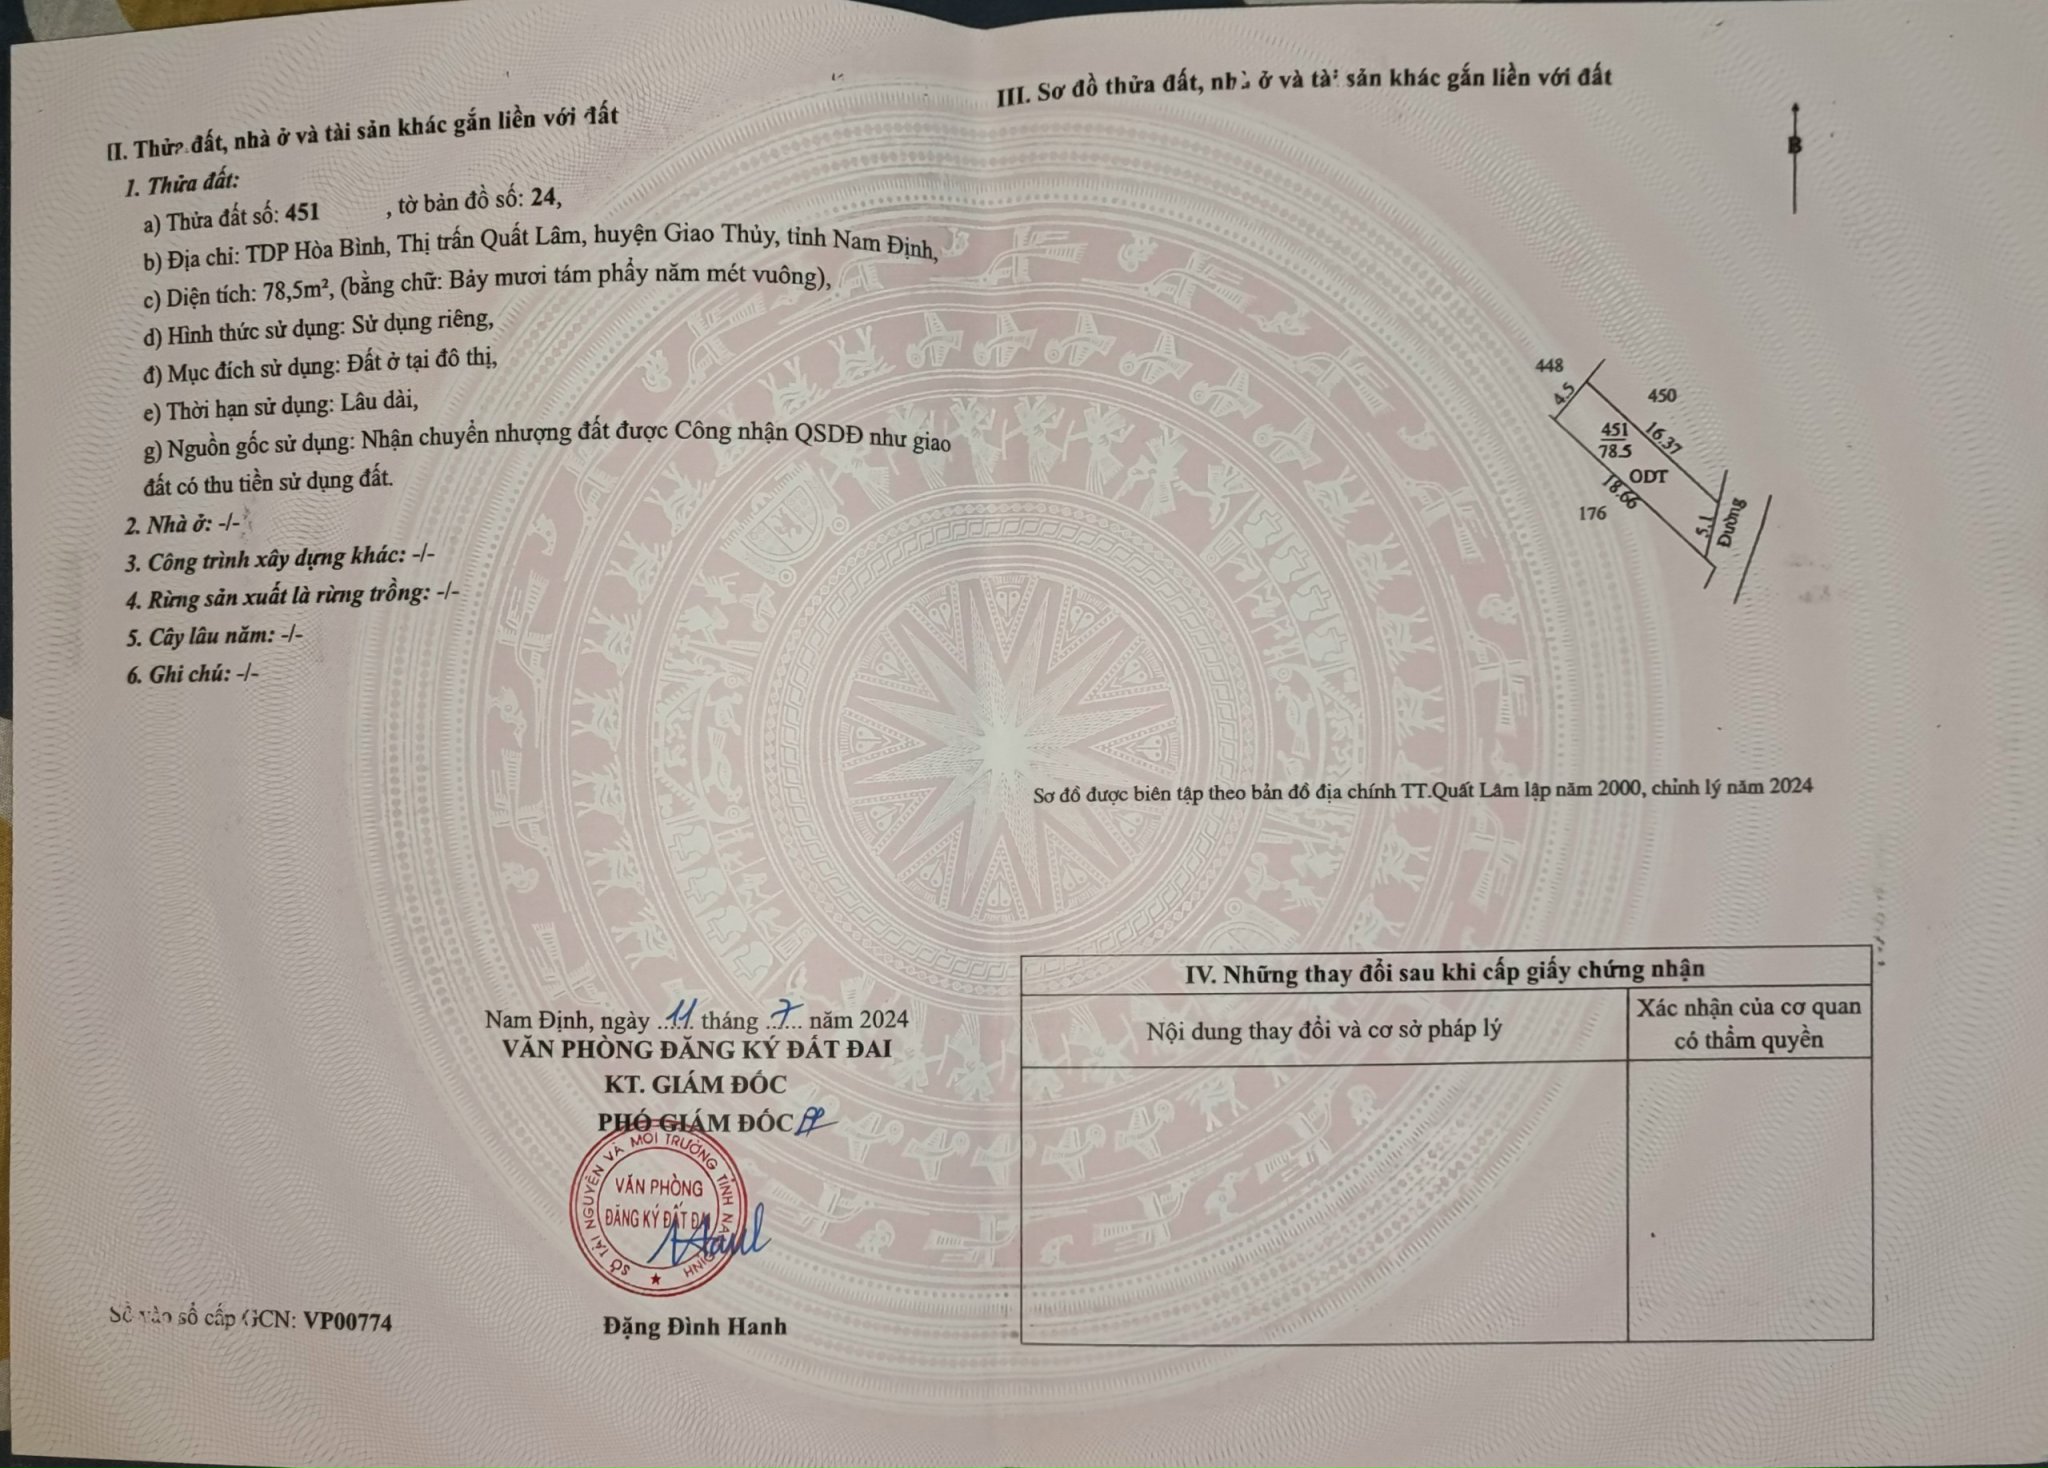 II. Thửa đất, nhà ở và tài sản khác gắn liền với đất
1. Thửa đất:
a) Thửa đất số: 451 , tờ bản đồ số: 24,
b) Địa chỉ: TDP Hòa Bình, Thị trấn Quất Lâm, huyện Giao Thủy, tỉnh Nam Định,
c) Diện tích: 78,5m², (bằng chữ: Bảy mươi tám phẩy năm mét vuông),
d) Hình thức sử dụng: Sử dụng riêng,
đ) Mục đích sử dụng: Đất ở tại đô thị,
e) Thời hạn sử dụng: Lâu dài,
g) Nguồn gốc sử dụng: Nhận chuyển nhượng đất được Công nhận QSDĐ như giao
đất có thu tiền sử dụng đất.
2. Nhà ở: -/-
3. Công trình xây dựng khác: -/-
4. Rừng sản xuất là rừng trồng: -/-
5. Cây lâu năm: -/-
6. Ghi chú: -/-
Nam Định, ngày 11 tháng 7 năm 2024
VĂN PHÒNG ĐĂNG KÝ ĐẤT ĐAI
KT. GIÁM ĐỐC
PHÓ GIÁM ĐỐC
SỞ TÀI NGUYÊN VÀ MÔI TRƯỜNG TỈNH NAM ĐỊNH
VĂN PHÒNG
ĐĂNG KÝ ĐẤT ĐAI
Đặng Đình Hanh
Số vào sổ cấp GCN: VP00774
III. Sơ đồ thửa đất, nhà ở và tài sản khác gắn liền với đất
B
448
4.5
450
451
16.37
78.5
ODT
18.66
176
5.1
Đường
Sơ đồ được biên tập theo bản đồ địa chính TT.Quất Lâm lập năm 2000, chỉnh lý năm 2024
IV. Những thay đổi sau khi cấp giấy chứng nhận
Nội dung thay đổi và cơ sở pháp lý
Xác nhận của cơ quan
có thẩm quyền